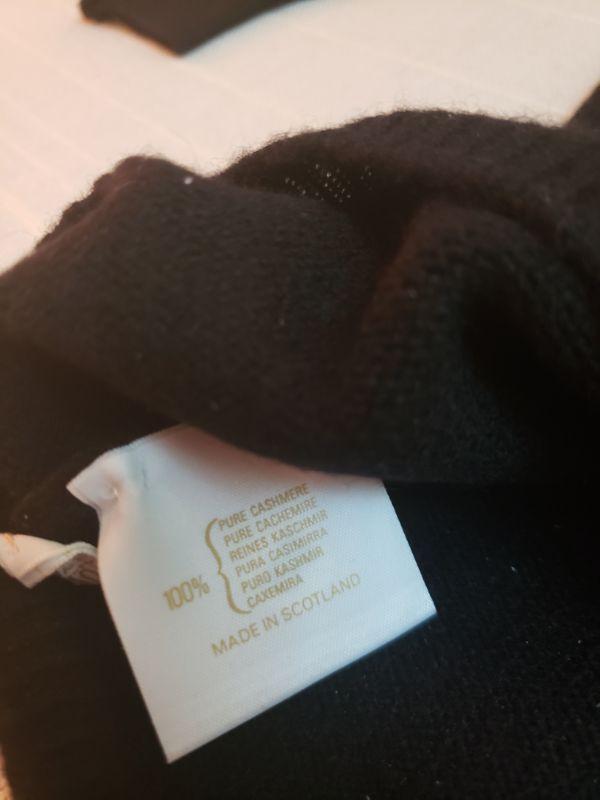 100%
PURE CASHMERE
PURE CACHEMIRE
REINES KASCHMIR
PURA CASIMIRRA
PURO KASHMIR
CAXEMIRA
MADE IN SCOTLAND